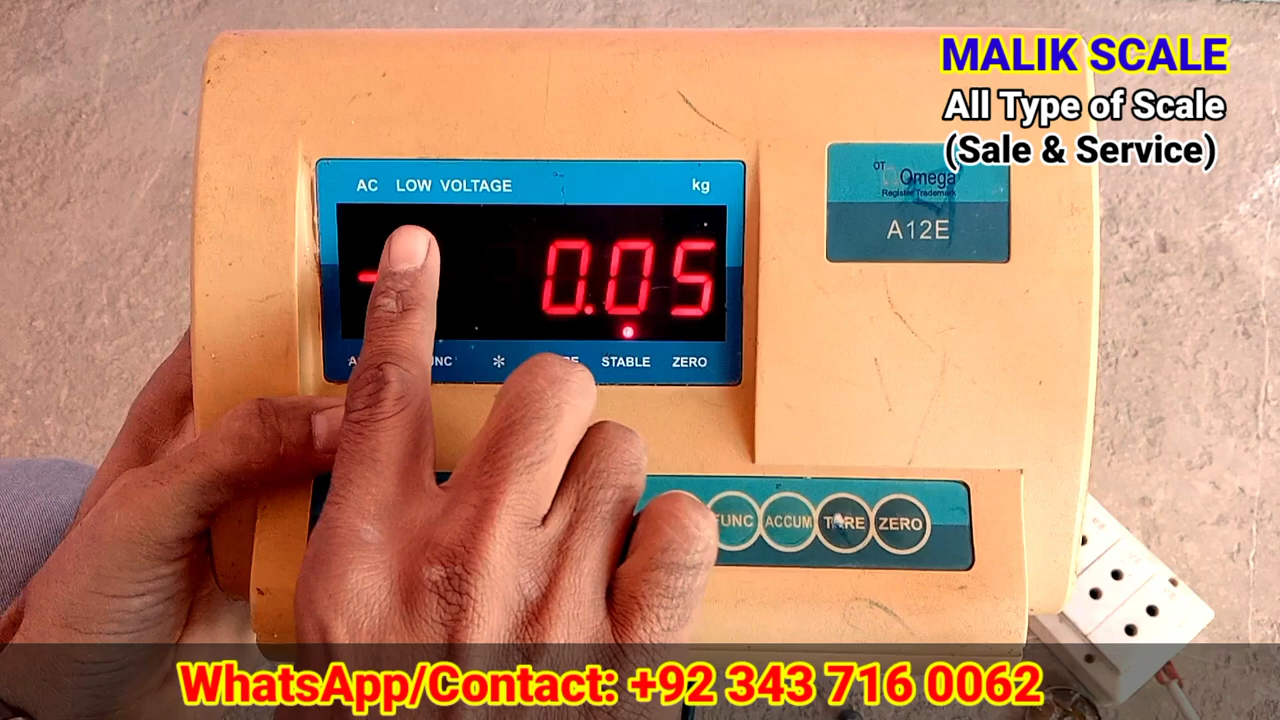 MALIK SCALE
All Type of Scale
(Sale & Service)
AC LOW VOLTAGE kg
OT Omega
Register Trademark
A12E
- 0.05
✻ STABLE ZERO
FUNC ACCUM TARE ZERO
WhatsApp/Contact: +92 343 716 0062